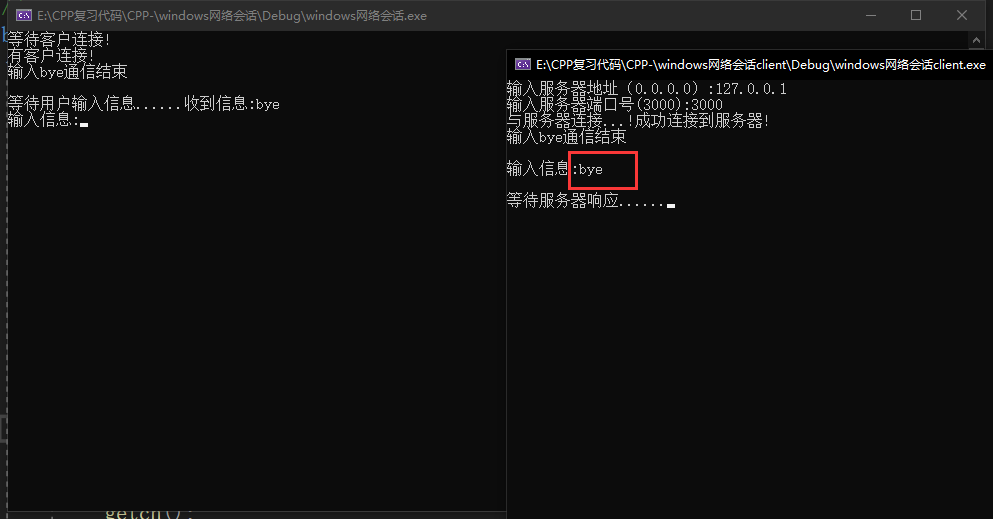 E:\CPP复习代码\CPP-\windows网络会话\Debug\windows网络会话.exe
等待客户连接!
有客户连接!
输入bye通信结束
等待用户输入信息......收到信息:bye
输入信息:
E:\CPP复习代码\CPP-\windows网络会话client\Debug\windows网络会话client.exe
输入服务器地址 (0.0.0.0) :127.0.0.1
输入服务器端口号(3000):3000
与服务器连接...!成功连接到服务器!
输入bye通信结束
输入信息:bye
等待服务器响应......
getch();